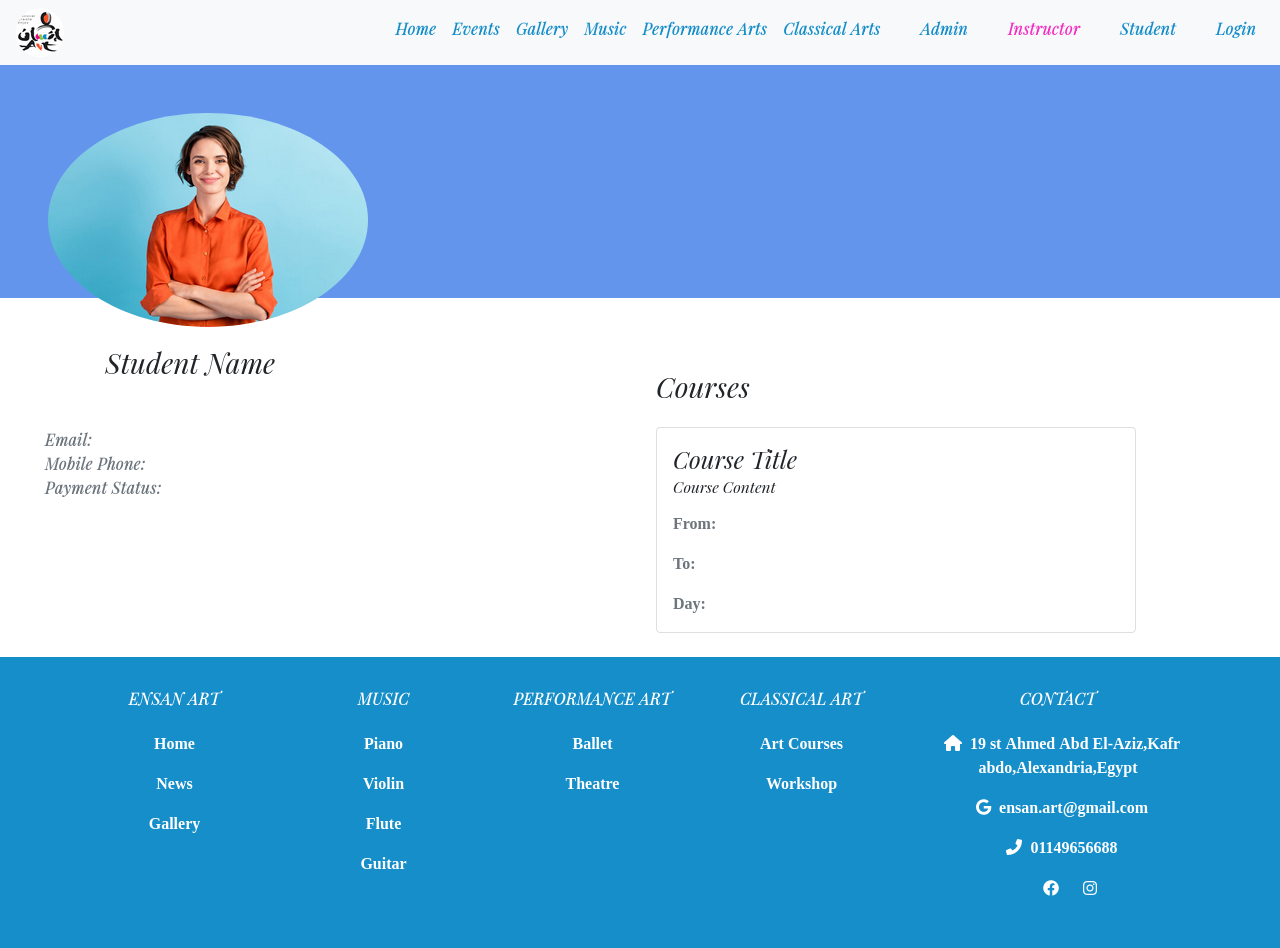 Home Events Gallery Music Performance Arts Classical Arts Admin Instructor Student Login
Student Name
Email:
Mobile Phone:
Payment Status:
Courses
Course Title
Course Content
From:
To:
Day:
ENSAN ART
Home
News
Gallery
MUSIC
Piano
Violin
Flute
Guitar
PERFORMANCE ART
Ballet
Theatre
CLASSICAL ART
Art Courses
Workshop
CONTACT
19 st Ahmed Abd El-Aziz,Kafr
abdo,Alexandria,Egypt
ensan.art@gmail.com
01149656688